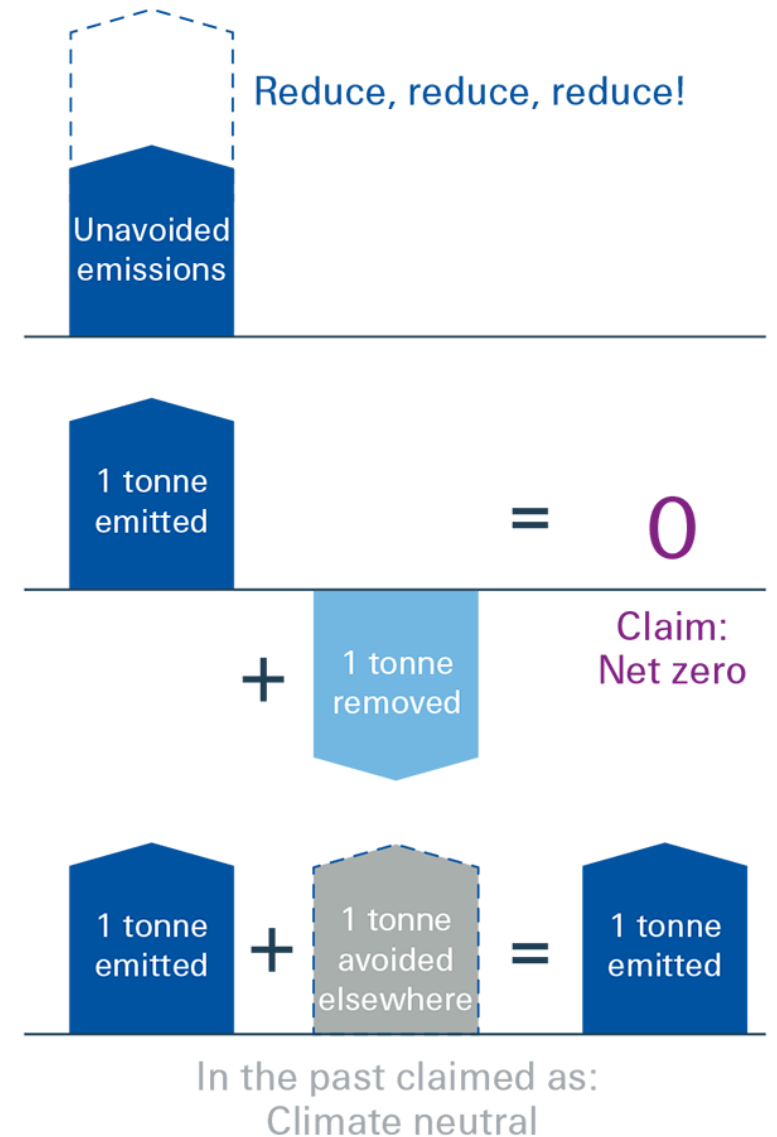 Reduce, reduce, reduce!
Unavoided
emissions
1 tonne
emitted
=
0
Claim:
Net zero
+
1 tonne
removed
1 tonne
emitted
+
1 tonne
avoided
elsewhere
=
1 tonne
emitted
In the past claimed as:
Climate neutral